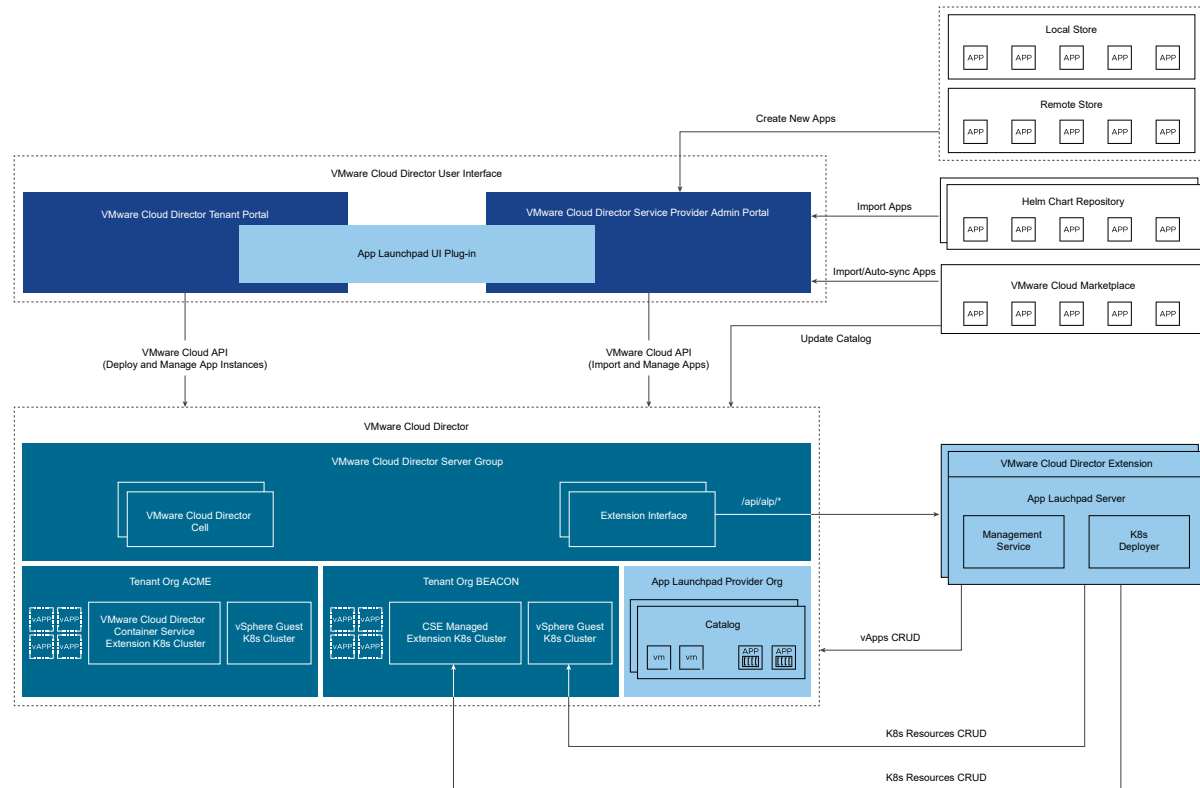 Local Store
APP APP APP APP APP
Remote Store
APP APP APP APP APP
Create New Apps
VMware Cloud Director User Interface
VMware Cloud Director Tenant Portal
VMware Cloud Director Service Provider Admin Portal
App Launchpad UI Plug-in
Import Apps
Helm Chart Repository
APP APP APP APP APP
Import/Auto-sync Apps
VMware Cloud Marketplace
APP APP APP APP APP
Update Catalog
VMware Cloud API
(Deploy and Manage App Instances)
VMware Cloud API
(Import and Manage Apps)
VMware Cloud Director
VMware Cloud Director Server Group
VMware Cloud Director
Cell
Extension Interface
/api/alp/*
VMware Cloud Director Extension
App Lauchpad Server
Management
Service
K8s
Deployer
Tenant Org ACME
vAPP vAPP
vAPP vAPP
VMware Cloud Director
Container Service
Extension K8s Cluster
vSphere Guest
K8s Cluster
Tenant Org BEACON
vAPP vAPP
vAPP vAPP
CSE Managed
Extension K8s Cluster
vSphere Guest
K8s Cluster
App Launchpad Provider Org
Catalog
vm vm APP APP
vApps CRUD
K8s Resources CRUD
K8s Resources CRUD